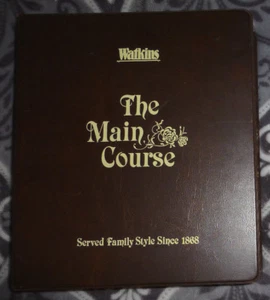 Watkins
The
Main
Course
Served Family Style Since 1868